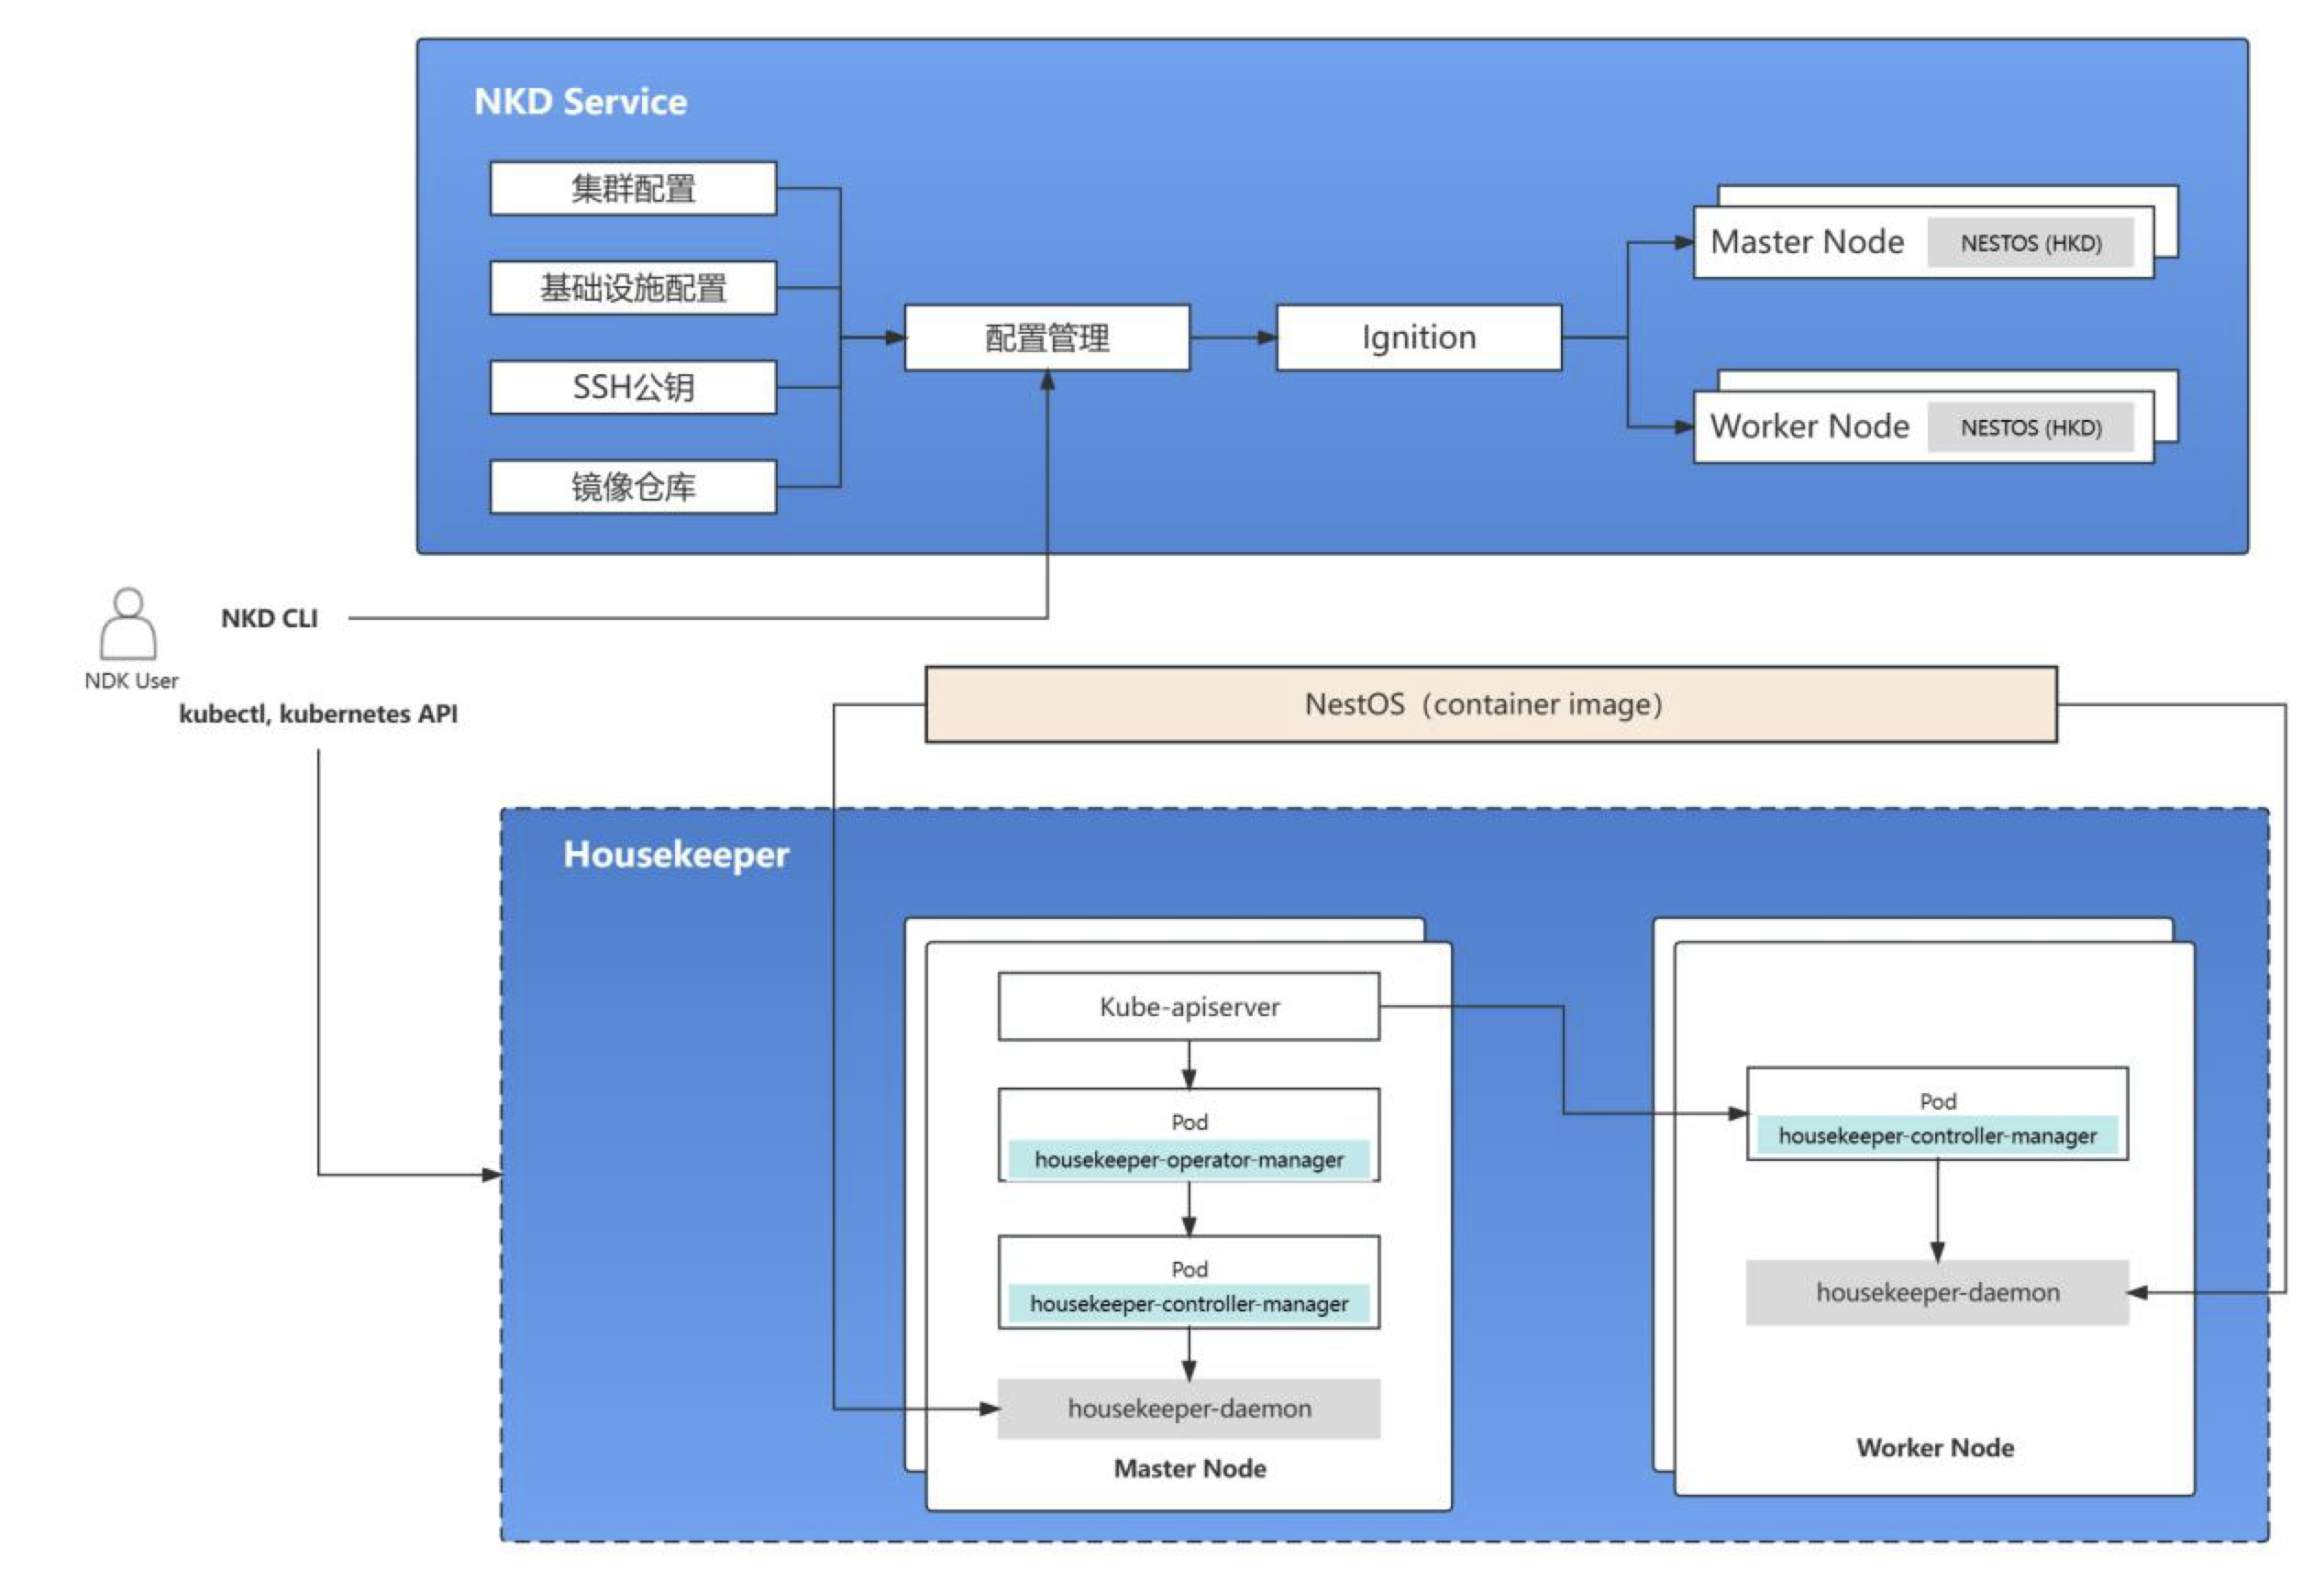 NKD Service
集群配置
基础设施配置
SSH公钥
镜像仓库
配置管理
Ignition
Master Node
NESTOS (HKD)
Worker Node
NESTOS (HKD)
NKD CLI
NDK User
kubectl, kubernetes API
NestOS（container image）
Housekeeper
Kube-apiserver
Pod
housekeeper-operator-manager
Pod
housekeeper-controller-manager
housekeeper-daemon
Master Node
Pod
housekeeper-controller-manager
housekeeper-daemon
Worker Node